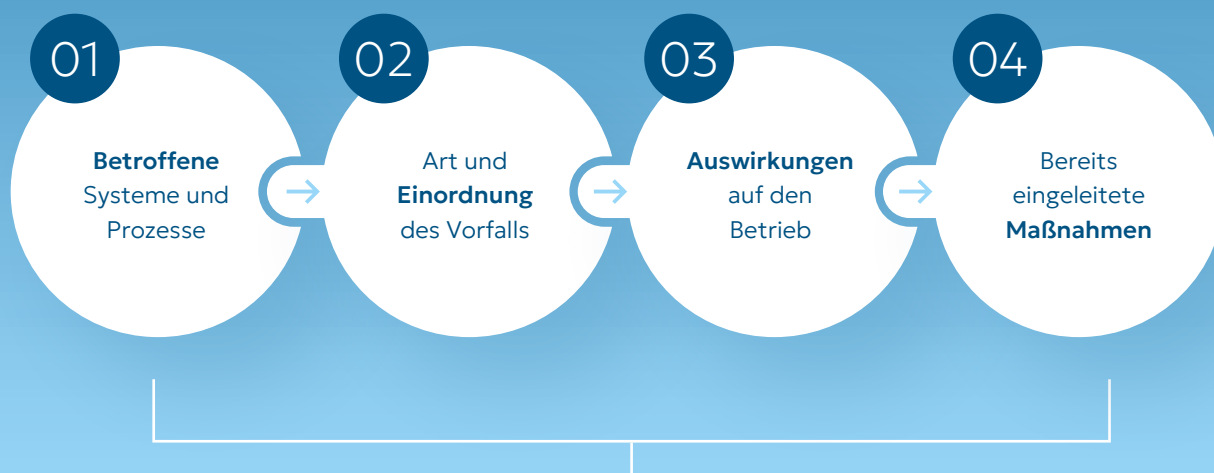 01
Betroffene
Systeme und
Prozesse
02
Art und
Einordnung
des Vorfalls
03
Auswirkungen
auf den
Betrieb
04
Bereits
eingeleitete
Maßnahmen